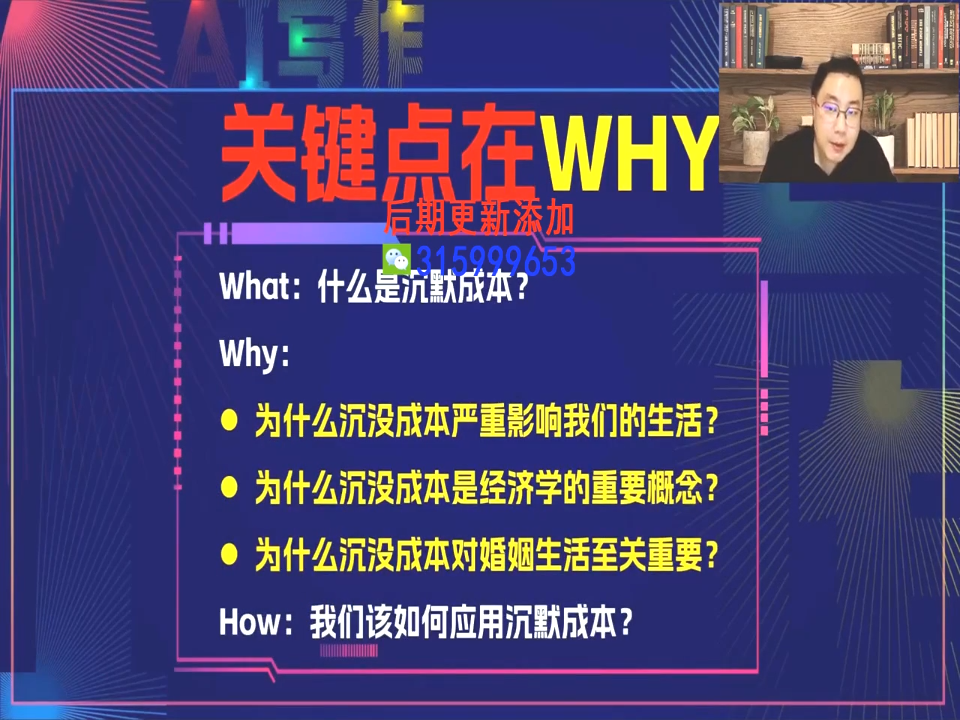 AI写作
关键点在WHY
后期更新添加
315999653
What：什么是沉默成本？
Why：
● 为什么沉没成本严重影响我们的生活？
● 为什么沉没成本是经济学的重要概念？
● 为什么沉没成本对婚姻生活至关重要？
How：我们该如何应用沉默成本？